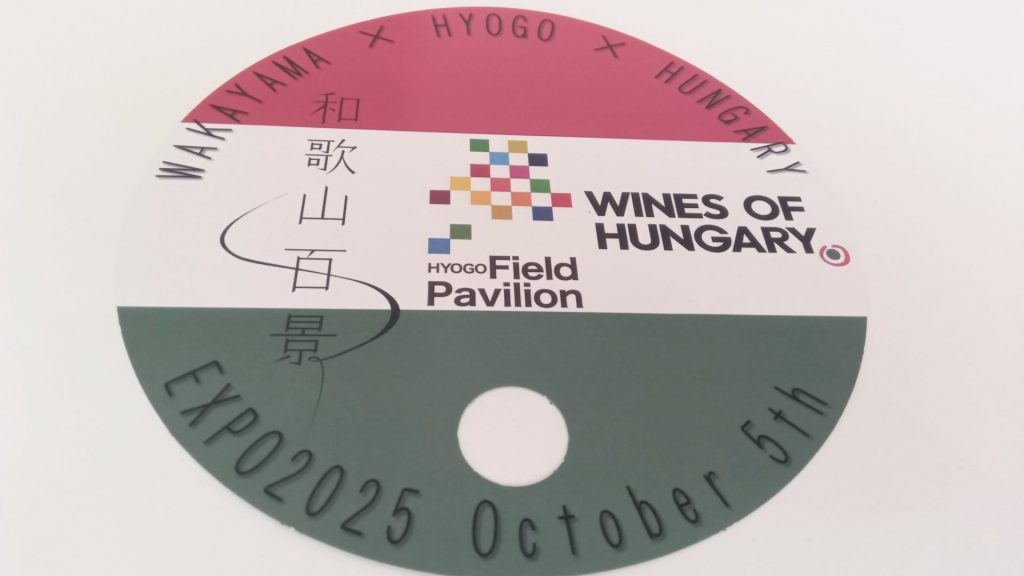 WAKAYAMA × HYOGO × HUNGARY
和歌山百景
HYOGO Field
Pavilion
WINES OF
HUNGARY
EXPO2025 October 5th